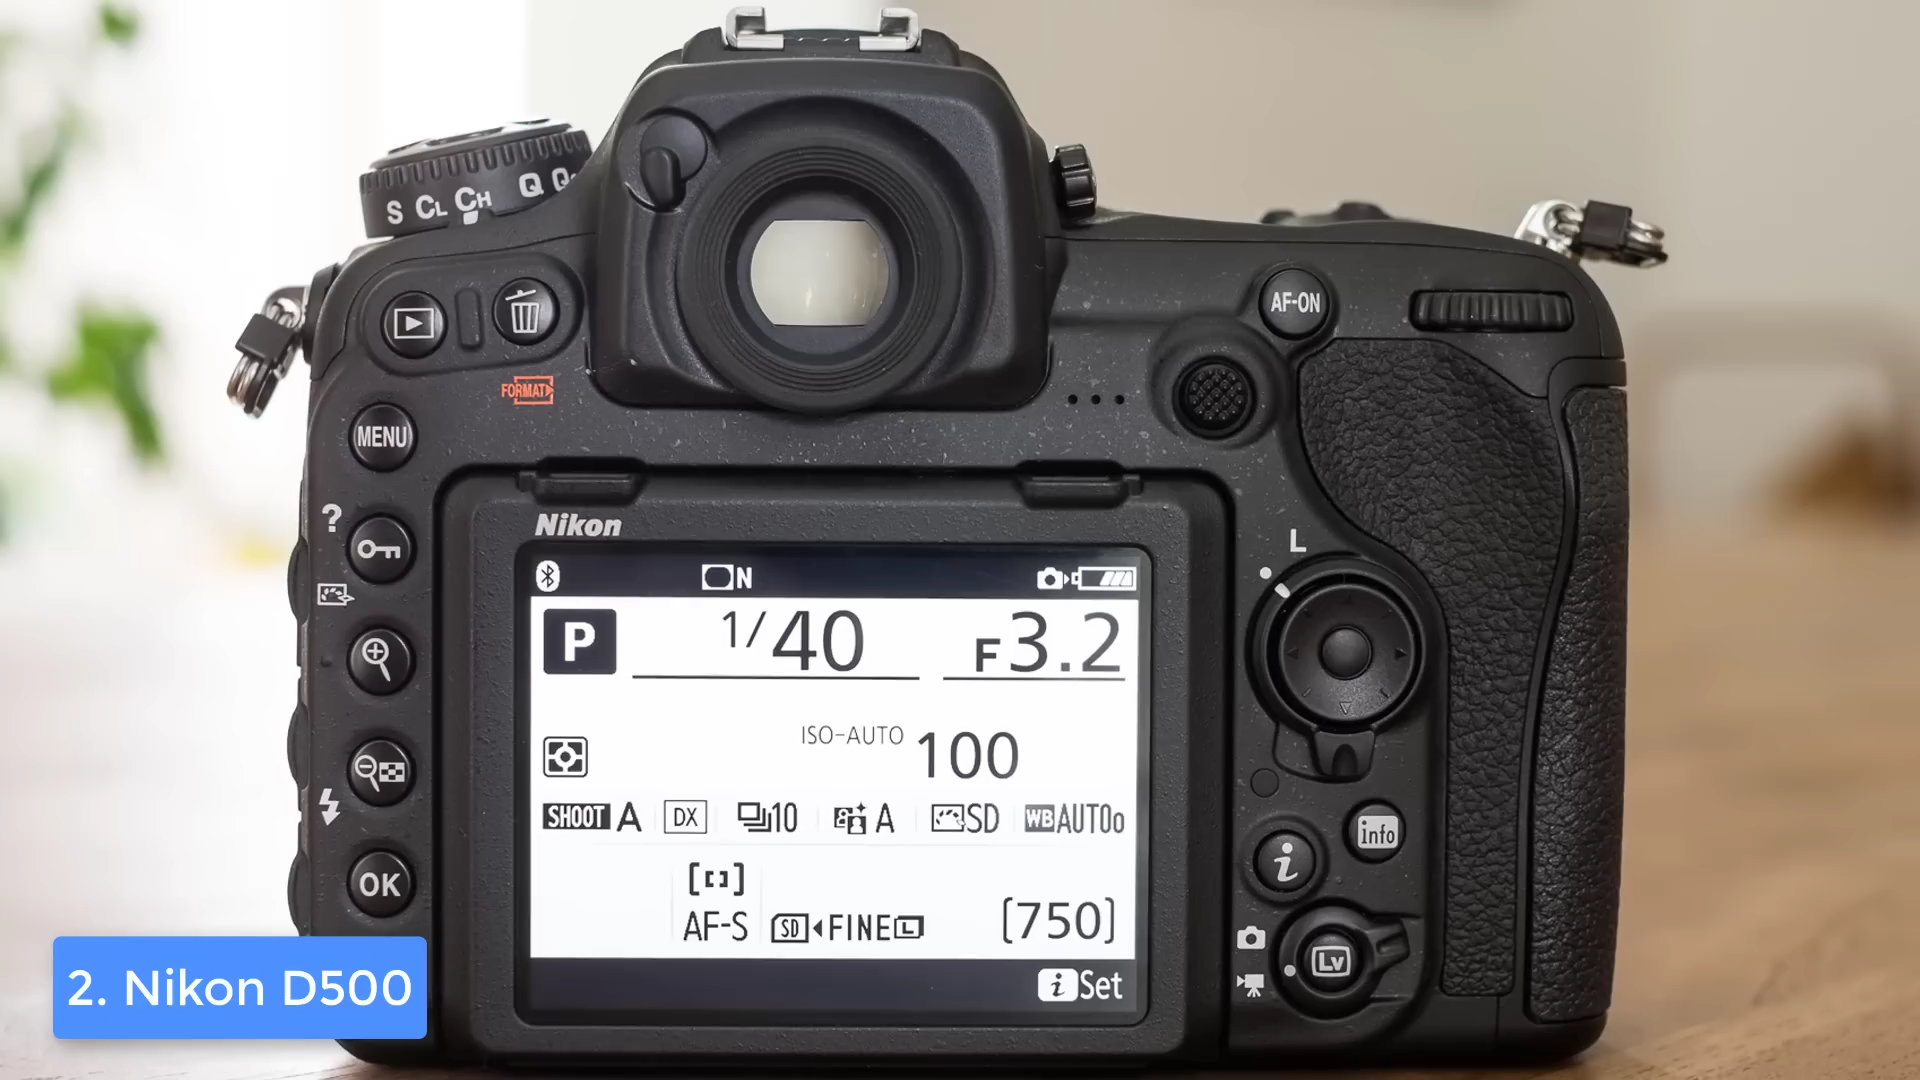 S CL CH Q
AF-ON
FORMAT
MENU
?
Nikon
L
N
P 1/40 F3.2
ISO-AUTO 100
SHOOT A DX 10 A SD WB AUTO0
info
i
OK
AF-S SD FINE L [750]
Lv
i Set
2. Nikon D500